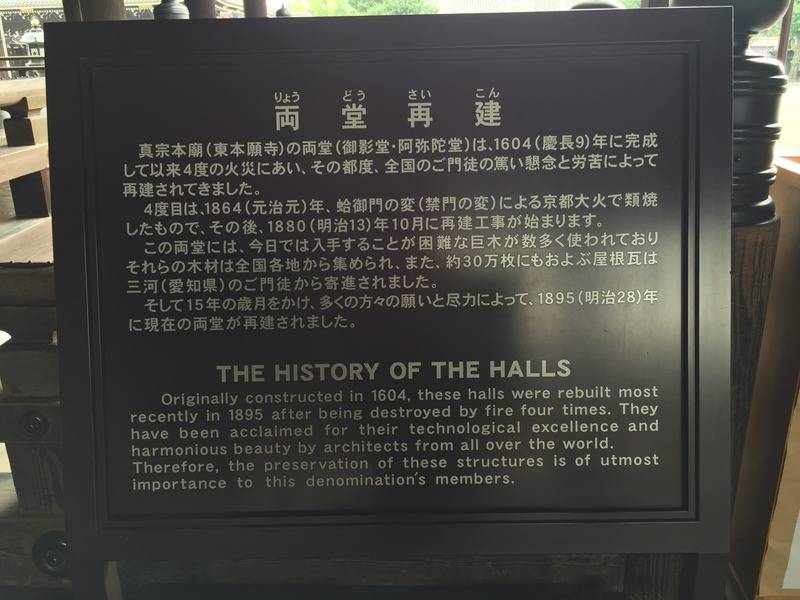 りょう どう さい こん
両堂再建
真宗本廟(東本願寺)の両堂(御影堂・阿弥陀堂)は、1604(慶長9)年に完成
して以来4度の火災にあい、その都度、全国のご門徒の篤い懇念と労苦によって
再建されてきました。
4度目は、1864(元治元)年、蛤御門の変(禁門の変)による京都大火で類焼
したもので、その後、1880(明治13)年10月に再建工事が始まります。
この両堂には、今日では入手することが困難な巨木が数多く使われており
それらの木材は全国各地から集められ、また、約30万枚にもおよぶ屋根瓦は
三河(愛知県)のご門徒から寄進されました。
そして15年の歳月をかけ、多くの方々の願いと尽力によって、1895(明治28)年
に現在の両堂が再建されました。
THE HISTORY OF THE HALLS
Originally constructed in 1604, these halls were rebuilt most
recently in 1895 after being destroyed by fire four times. They
have been acclaimed for their technological excellence and
harmonious beauty by architects from all over the world.
Therefore, the preservation of these structures is of utmost
importance to this denomination's members.